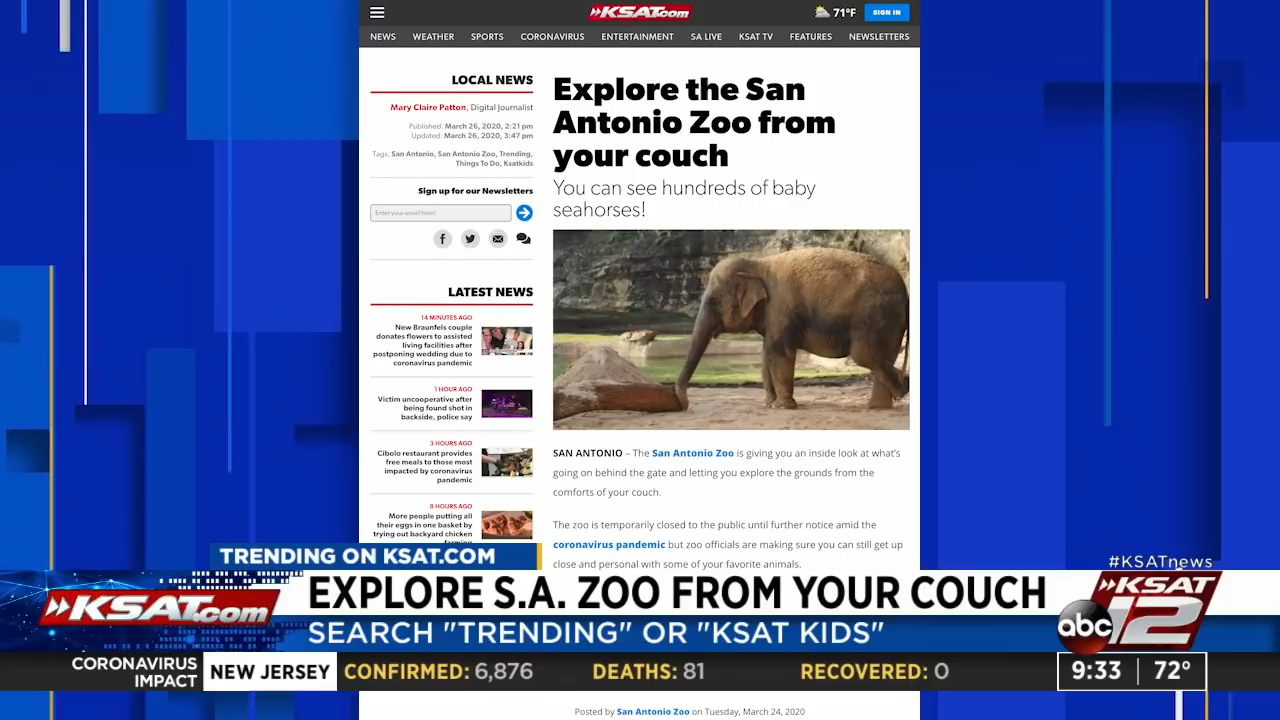 KSAT.com
71°F
SIGN IN
NEWS WEATHER SPORTS CORONAVIRUS ENTERTAINMENT SA LIVE KSAT TV FEATURES NEWSLETTERS
LOCAL NEWS
Mary Claire Patton, Digital Journalist
Published: March 26, 2020, 2:21 pm
Updated: March 26, 2020, 3:47 pm
Tags: San Antonio, San Antonio Zoo, Trending,
Things To Do, Ksatkids
Sign up for our Newsletters
Enter your email here!
LATEST NEWS
14 MINUTES AGO
New Braunfels couple
donates flowers to assisted
living facilities after
postponing wedding due to
coronavirus pandemic
1 HOUR AGO
Victim uncooperative after
being found shot in
backside, police say
3 HOURS AGO
Cibolo restaurant provides
free meals to those most
impacted by coronavirus
pandemic
8 HOURS AGO
More people putting all
their eggs in one basket by
trying out backyard chicken
farming
Explore the San
Antonio Zoo from
your couch
You can see hundreds of baby
seahorses!
SAN ANTONIO – The San Antonio Zoo is giving you an inside look at what's
going on behind the gate and letting you explore the grounds from the
comforts of your couch.
The zoo is temporarily closed to the public until further notice amid the
coronavirus pandemic but zoo officials are making sure you can still get up
close and personal with some of your favorite animals.
TRENDING ON KSAT.COM
#KSATnews
KSAT.com
EXPLORE S.A. ZOO FROM YOUR COUCH
SEARCH "TRENDING" OR "KSAT KIDS"
KSAT
abc 12
CORONAVIRUS
IMPACT
NEW JERSEY
CONFIRMED: 6,876 DEATHS: 81 RECOVERED: 0
9:33 72°
Posted by San Antonio Zoo on Tuesday, March 24, 2020